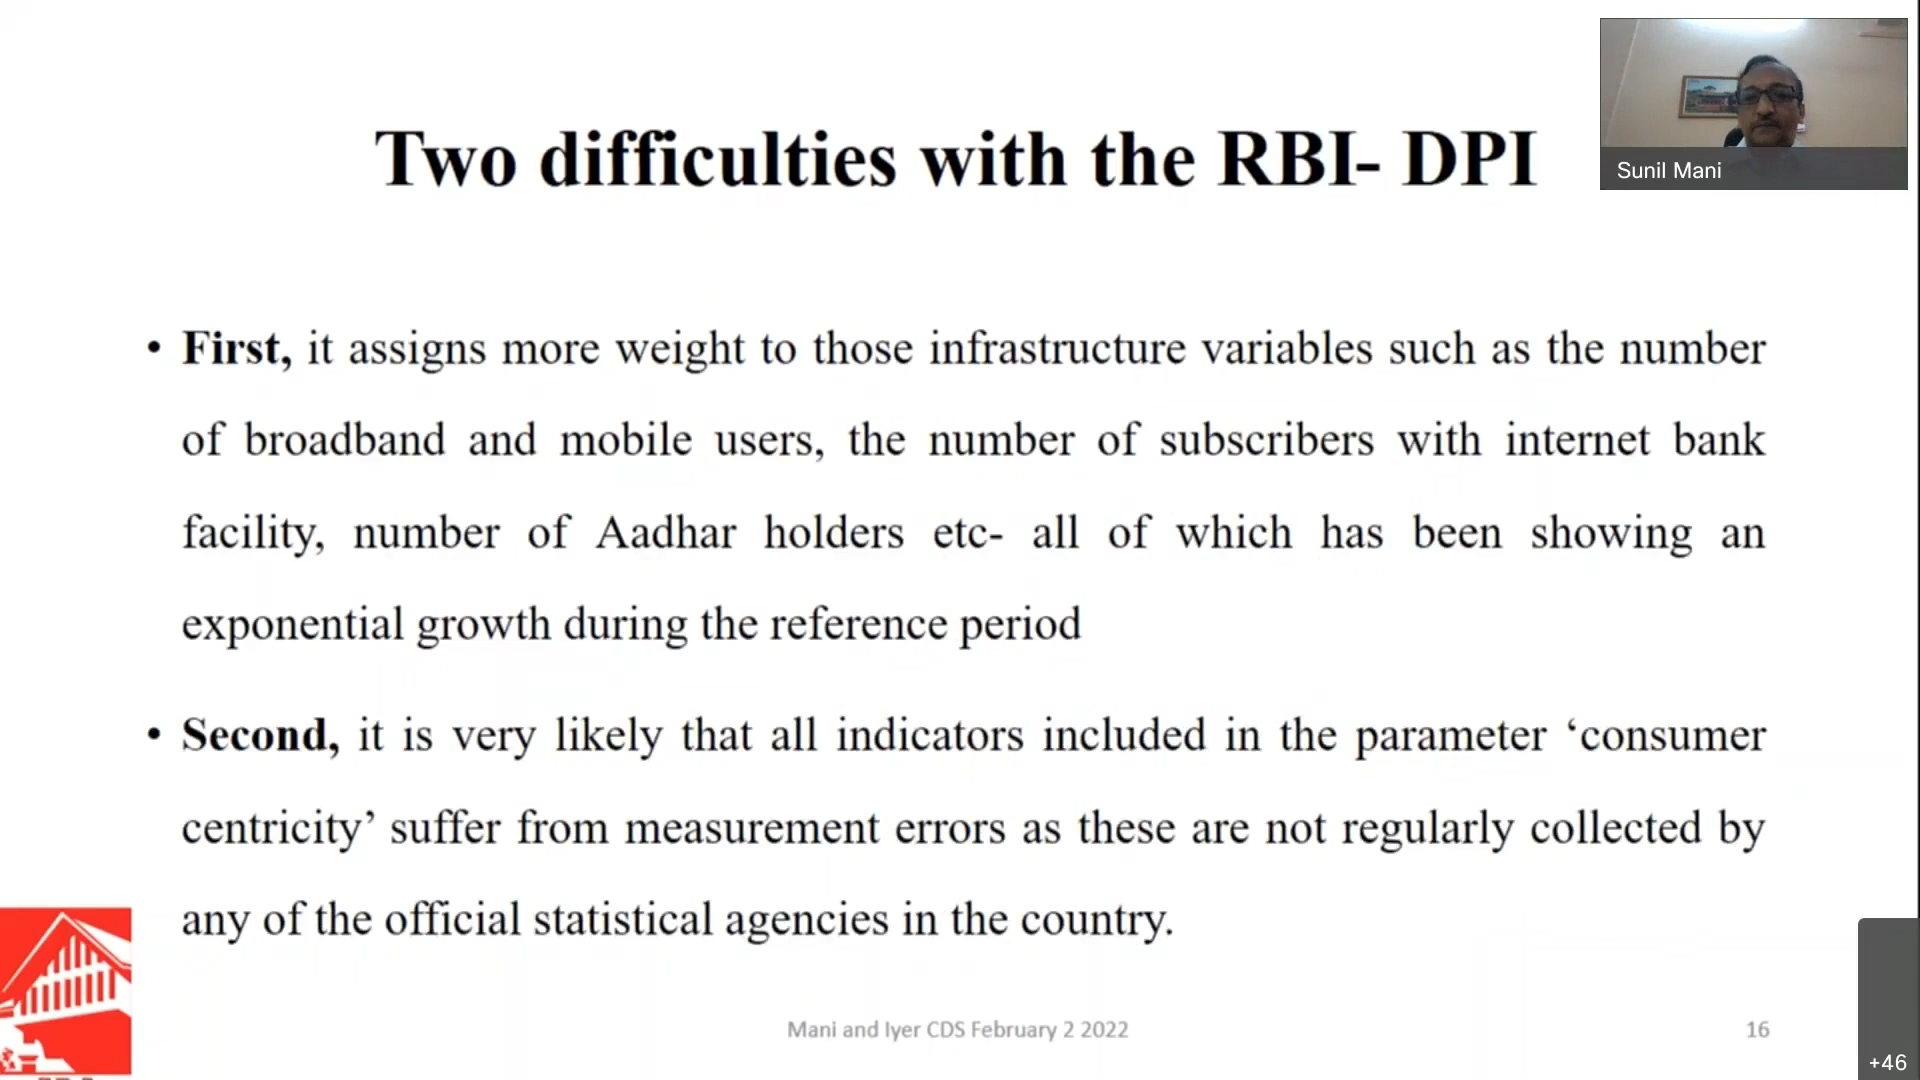 Two difficulties with the RBI- DPI
Sunil Mani
• First, it assigns more weight to those infrastructure variables such as the number
of broadband and mobile users, the number of subscribers with internet bank
facility, number of Aadhar holders etc- all of which has been showing an
exponential growth during the reference period
• Second, it is very likely that all indicators included in the parameter ‘consumer
centricity’ suffer from measurement errors as these are not regularly collected by
any of the official statistical agencies in the country.
Mani and Iyer CDS February 2 2022
16
+46